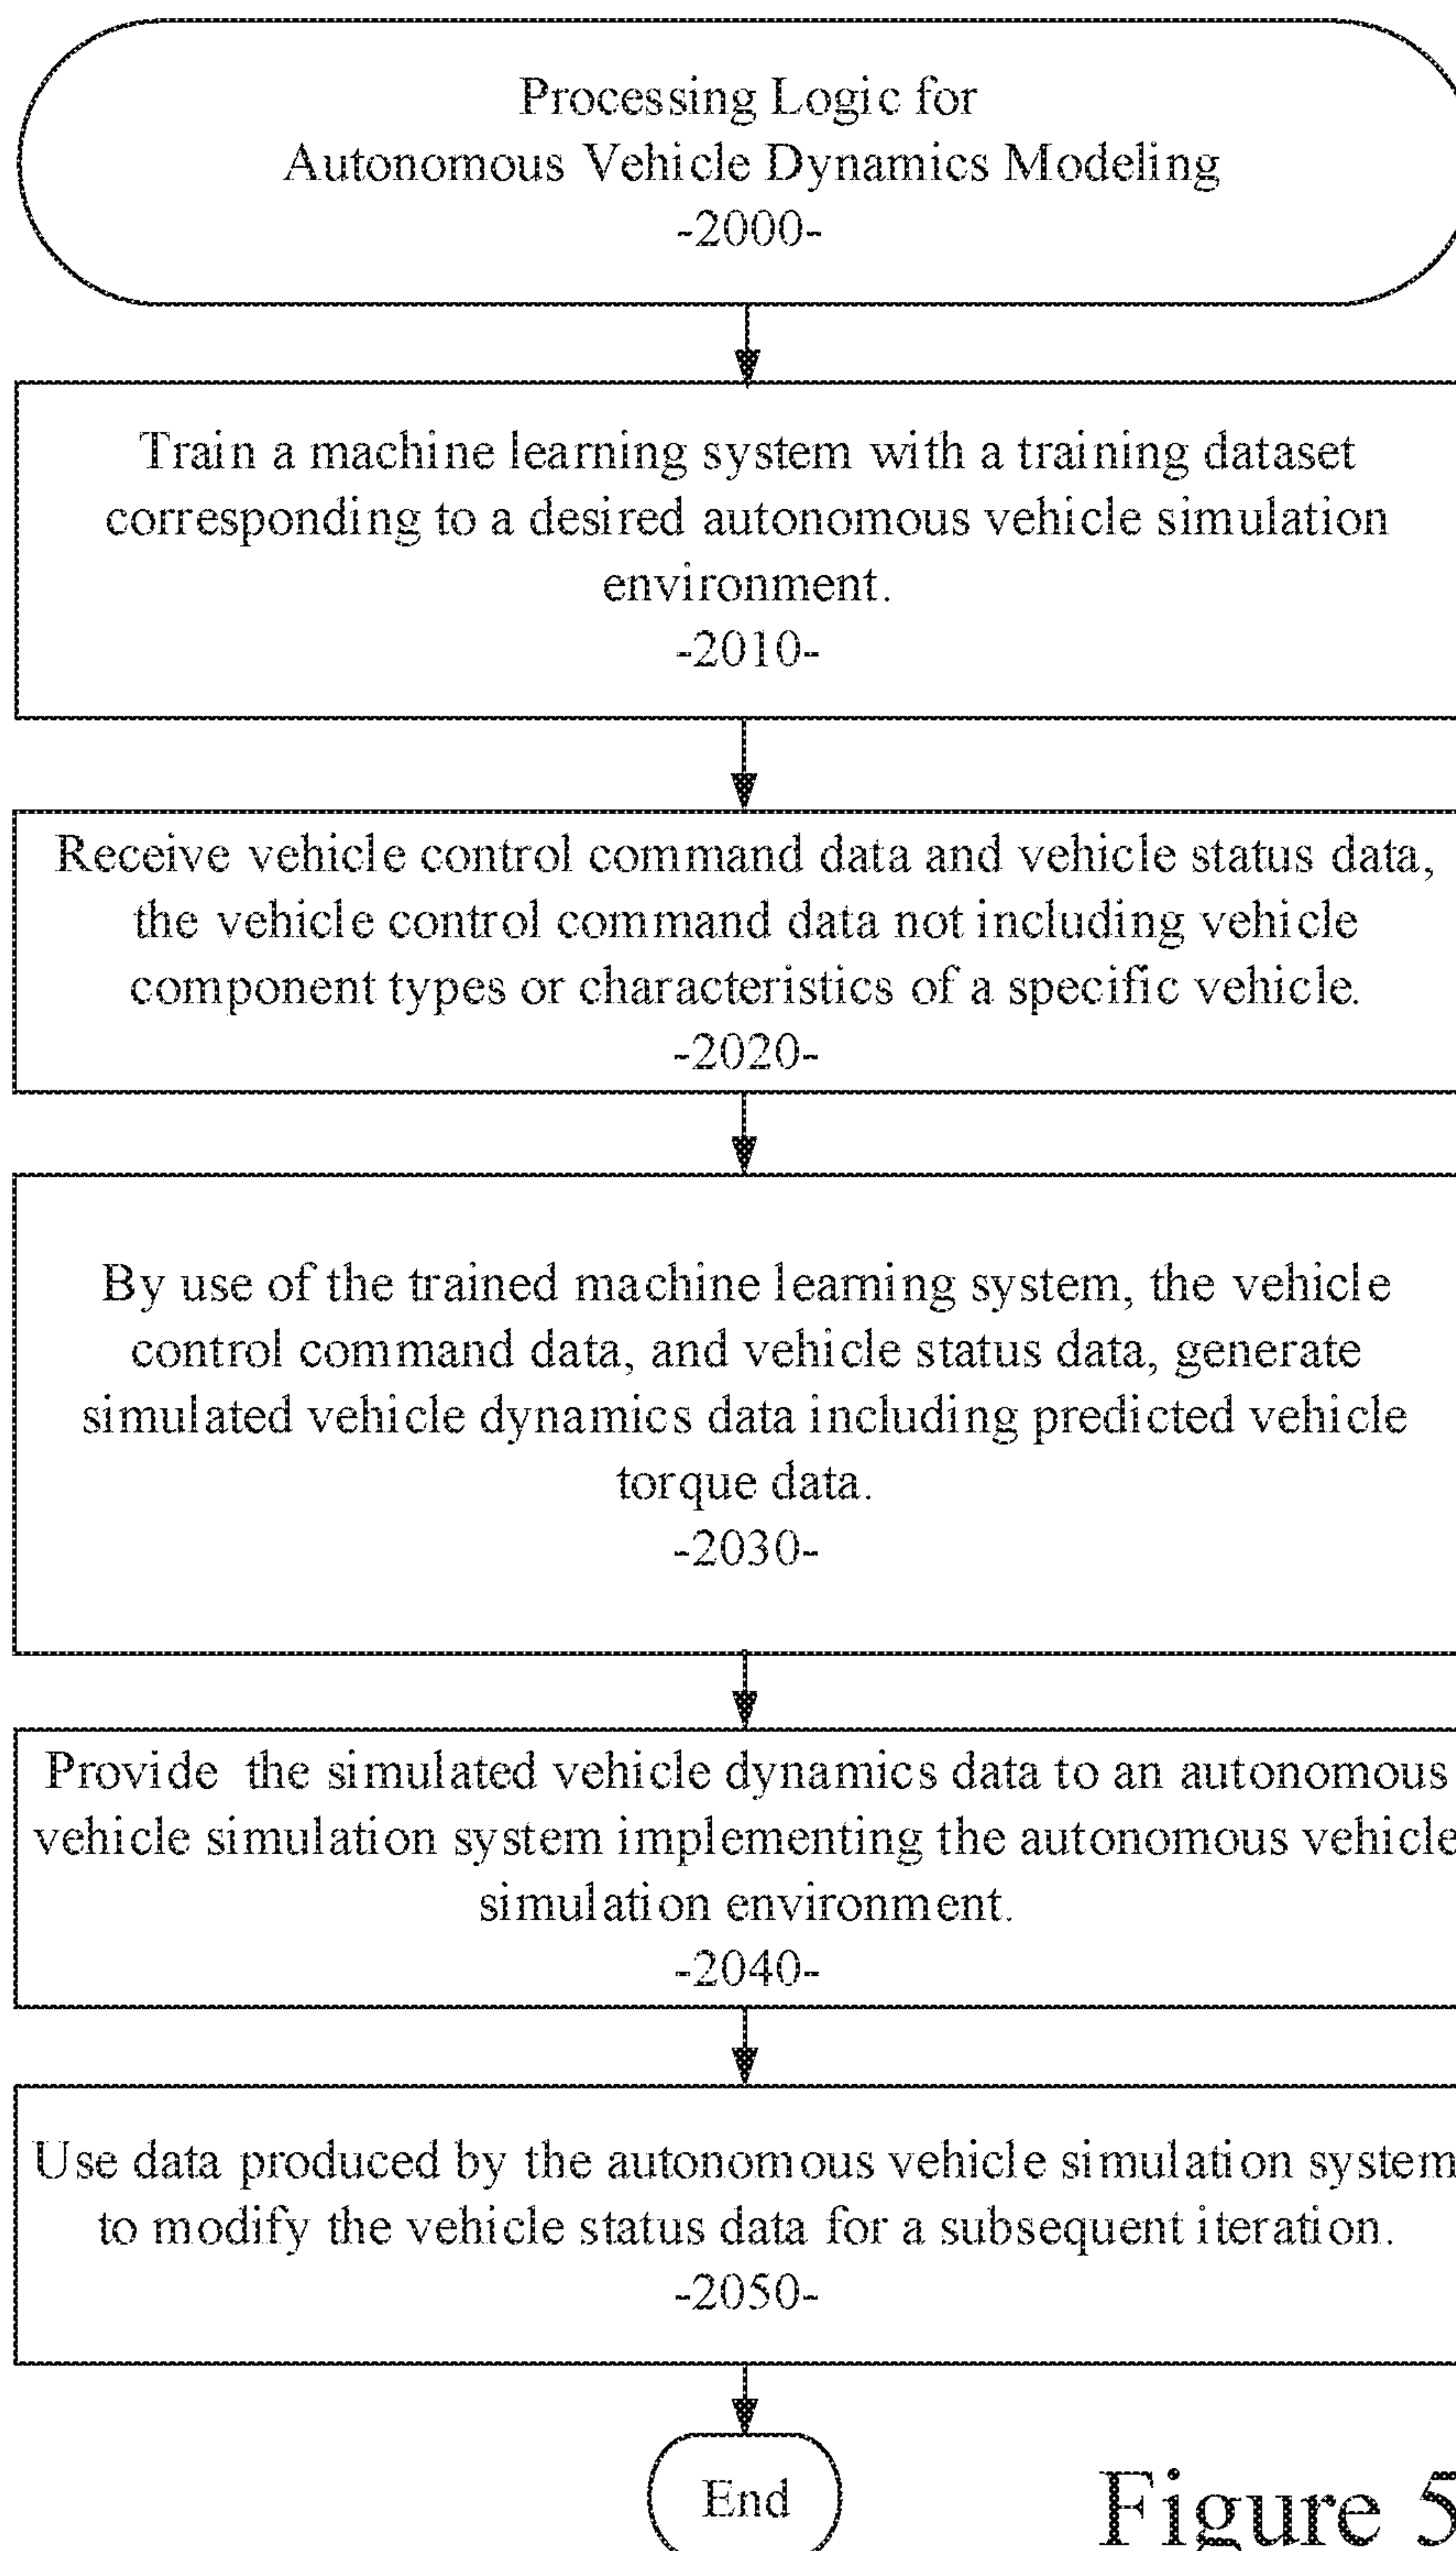 Processing Logic for
Autonomous Vehicle Dynamics Modeling
-2000-
Train a machine learning system with a training dataset
corresponding to a desired autonomous vehicle simulation
environment.
-2010-
Receive vehicle control command data and vehicle status data,
the vehicle control command data not including vehicle
component types or characteristics of a specific vehicle.
-2020-
By use of the trained machine learning system, the vehicle
control command data, and vehicle status data, generate
simulated vehicle dynamics data including predicted vehicle
torque data.
-2030-
Provide the simulated vehicle dynamics data to an autonomous
vehicle simulation system implementing the autonomous vehicle
simulation environment.
-2040-
Use data produced by the autonomous vehicle simulation system
to modify the vehicle status data for a subsequent iteration.
-2050-
End
Figure 5